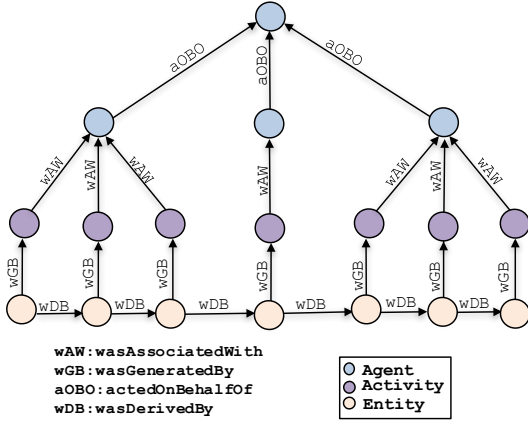 aOBO aOBO aOBO
wAW wAW wAW wAW wAW wAW wAW
wGB wGB wGB wGB wGB wGB wGB
wDB wDB wDB wDB wDB wDB
wAW:wasAssociatedWith
wGB:wasGeneratedBy
aOBO:actedOnBehalfOf
wDB:wasDerivedBy
Agent
Activity
Entity